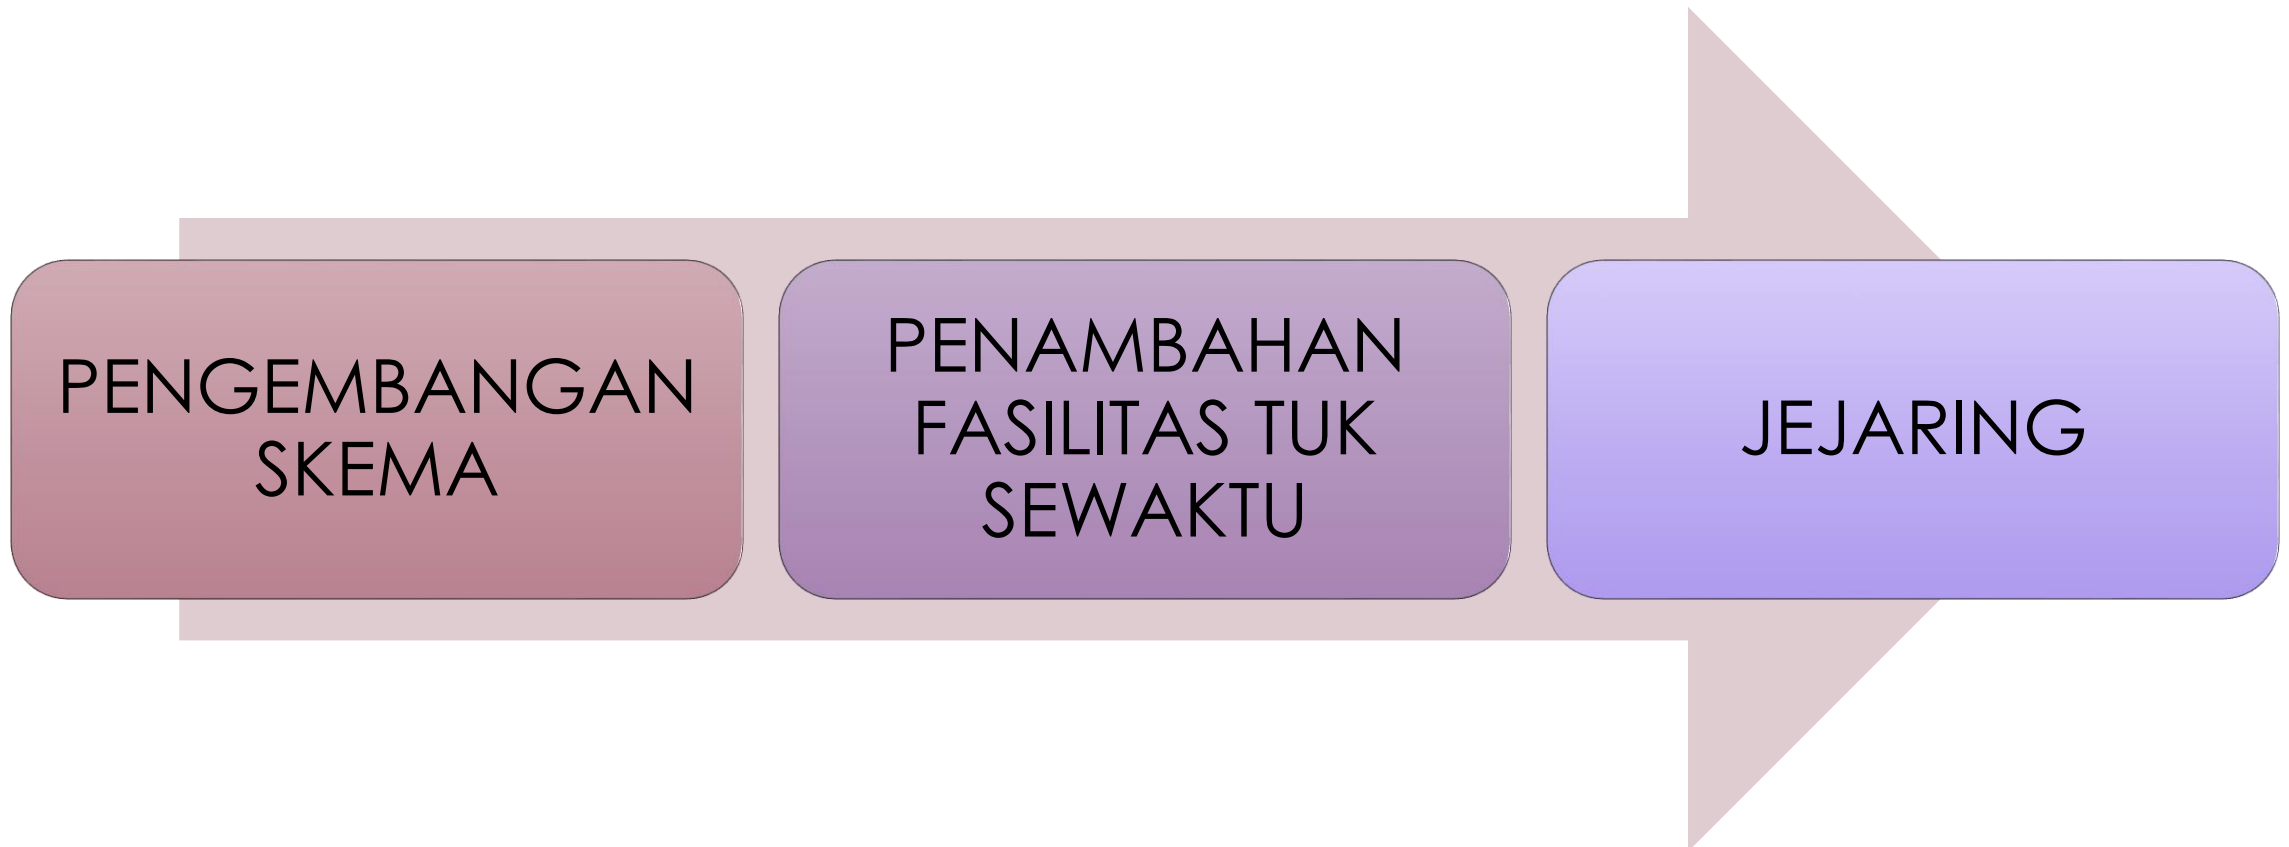 PENGEMBANGAN
SKEMA
PENAMBAHAN
FASILITAS TUK
SEWAKTU
JEJARING